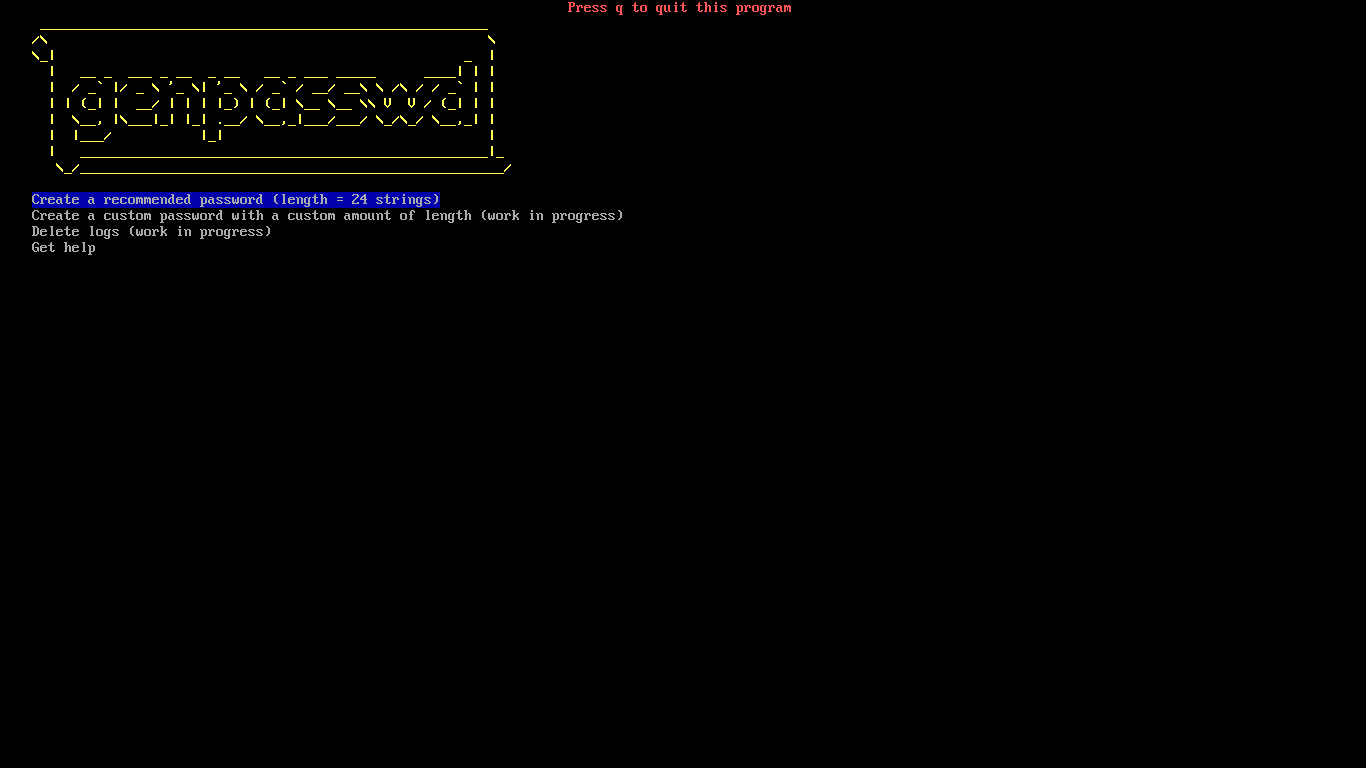 Press q to quit this program
genpasswd
Create a recommended password (length = 24 strings)
Create a custom password with a custom amount of length (work in progress)
Delete logs (work in progress)
Get help